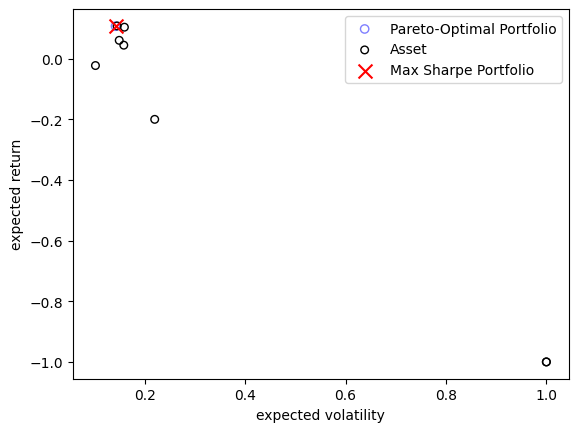 Pareto-Optimal Portfolio
Asset
Max Sharpe Portfolio
0.0
−0.2
−0.4
−0.6
−0.8
−1.0
expected return
0.2
0.4
0.6
0.8
1.0
expected volatility